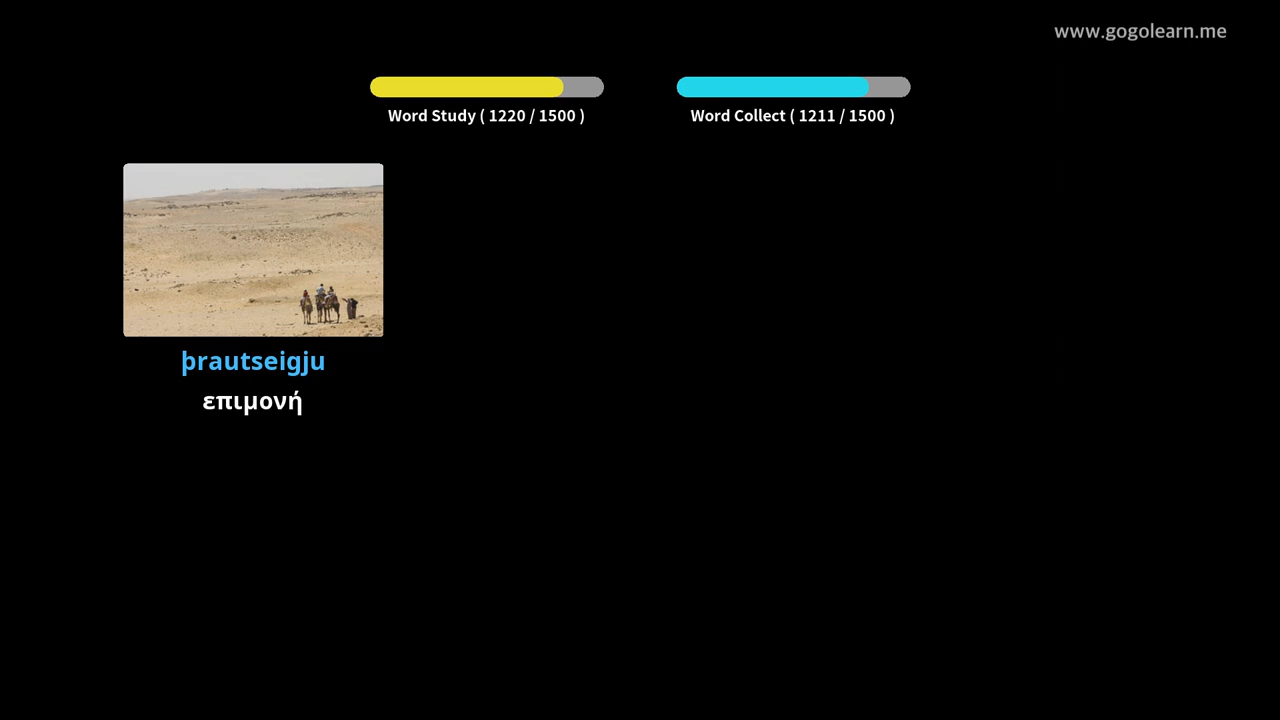 www.gogolearn.me
Word Study ( 1220 / 1500 )
Word Collect ( 1211 / 1500 )
þrautseigju
επιμονή